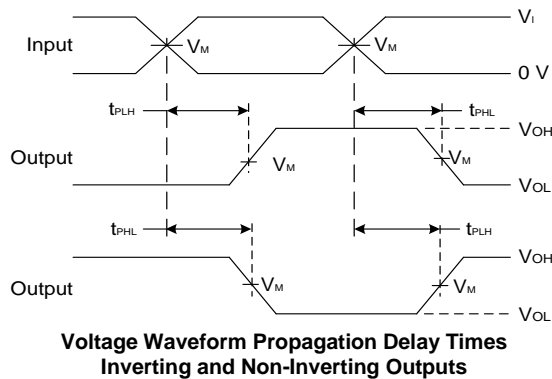 VI
Input
VM
VM
0 V
tPLH
tPHL
VOH
Output
VM
VM
VOL
tPHL
tPLH
VOH
Output
VM
VM
VOL
Voltage Waveform Propagation Delay Times
Inverting and Non-Inverting Outputs